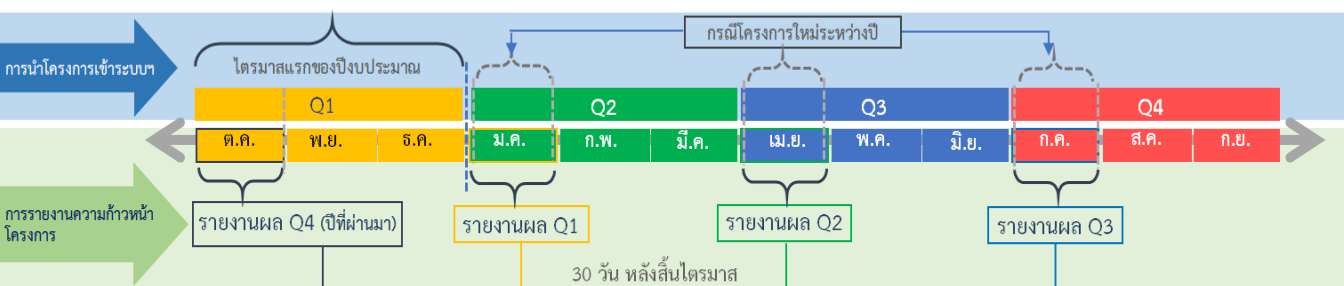 กรณีโครงการใหม่ระหว่างปี
การนำโครงการเข้าระบบฯ
ไตรมาสแรกของปีงบประมาณ
Q1 Q2 Q3 Q4
ต.ค. พ.ย. ธ.ค. ม.ค. ก.พ. มี.ค. เม.ย. พ.ค. มิ.ย. ก.ค. ส.ค. ก.ย.
การรายงานความก้าวหน้า
โครงการ
รายงานผล Q4 (ปีที่ผ่านมา) รายงานผล Q1 รายงานผล Q2 รายงานผล Q3
30 วัน หลังสิ้นไตรมาส